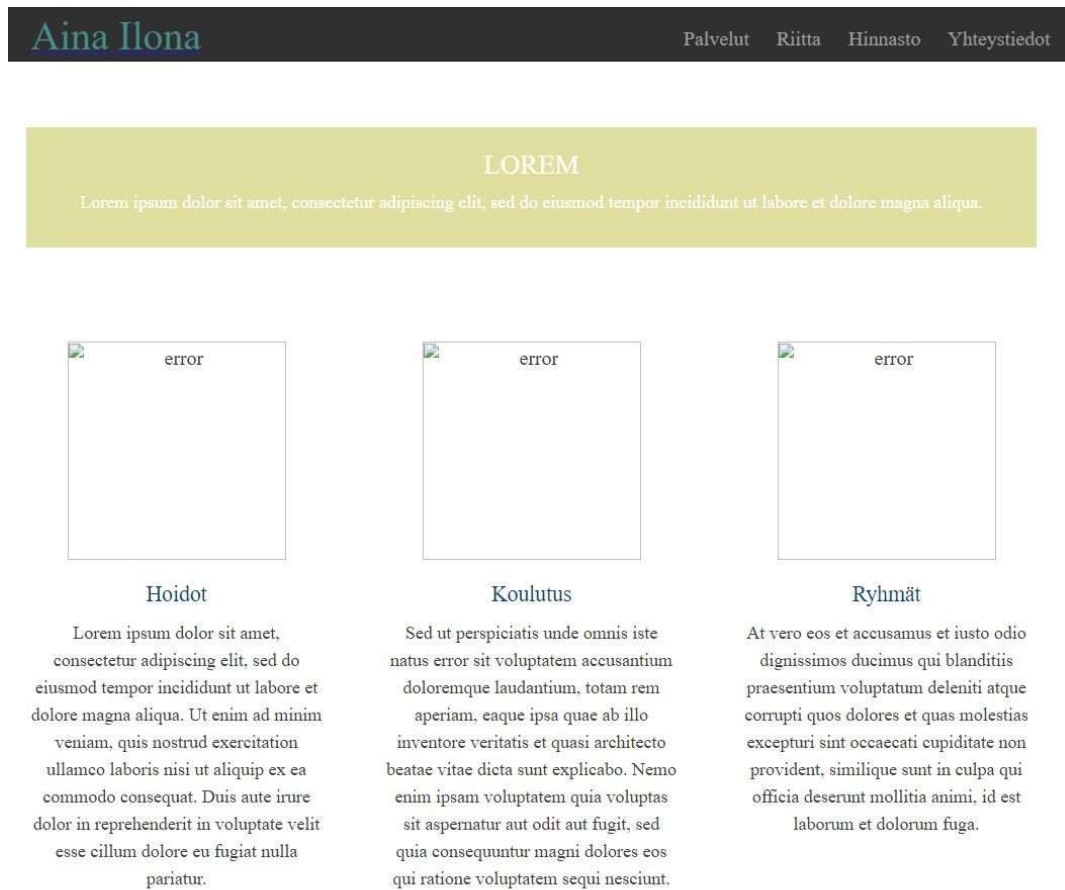 Aina Ilona
Palvelut Riitta Hinnasto Yhteystiedot
LOREM
Lorem ipsum dolor sit amet, consectetur adipiscing elit, sed do eiusmod tempor incididunt ut labore et dolore magna aliqua.
error
error
error
Hoidot
Lorem ipsum dolor sit amet,
consectetur adipiscing elit, sed do
eiusmod tempor incididunt ut labore et
dolore magna aliqua. Ut enim ad minim
veniam, quis nostrud exercitation
ullamco laboris nisi ut aliquip ex ea
commodo consequat. Duis aute irure
dolor in reprehenderit in voluptate velit
esse cillum dolore eu fugiat nulla
pariatur.
Koulutus
Sed ut perspiciatis unde omnis iste
natus error sit voluptatem accusantium
doloremque laudantium, totam rem
aperiam, eaque ipsa quae ab illo
inventore veritatis et quasi architecto
beatae vitae dicta sunt explicabo. Nemo
enim ipsam voluptatem quia voluptas
sit aspernatur aut odit aut fugit, sed
quia consequuntur magni dolores eos
qui ratione voluptatem sequi nesciunt.
Ryhmät
At vero eos et accusamus et iusto odio
dignissimos ducimus qui blanditiis
praesentium voluptatum deleniti atque
corrupti quos dolores et quas molestias
excepturi sint occaecati cupiditate non
provident, similique sunt in culpa qui
officia deserunt mollitia animi, id est
laborum et dolorum fuga.